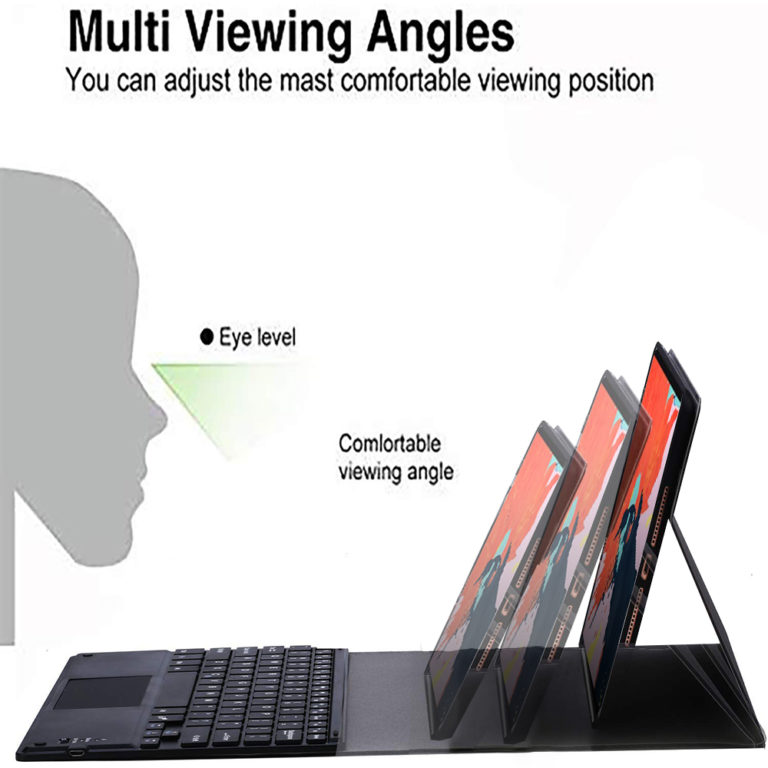 Multi Viewing Angles
You can adjust the mast comfortable viewing position
Eye level
Comlortable
viewing angle